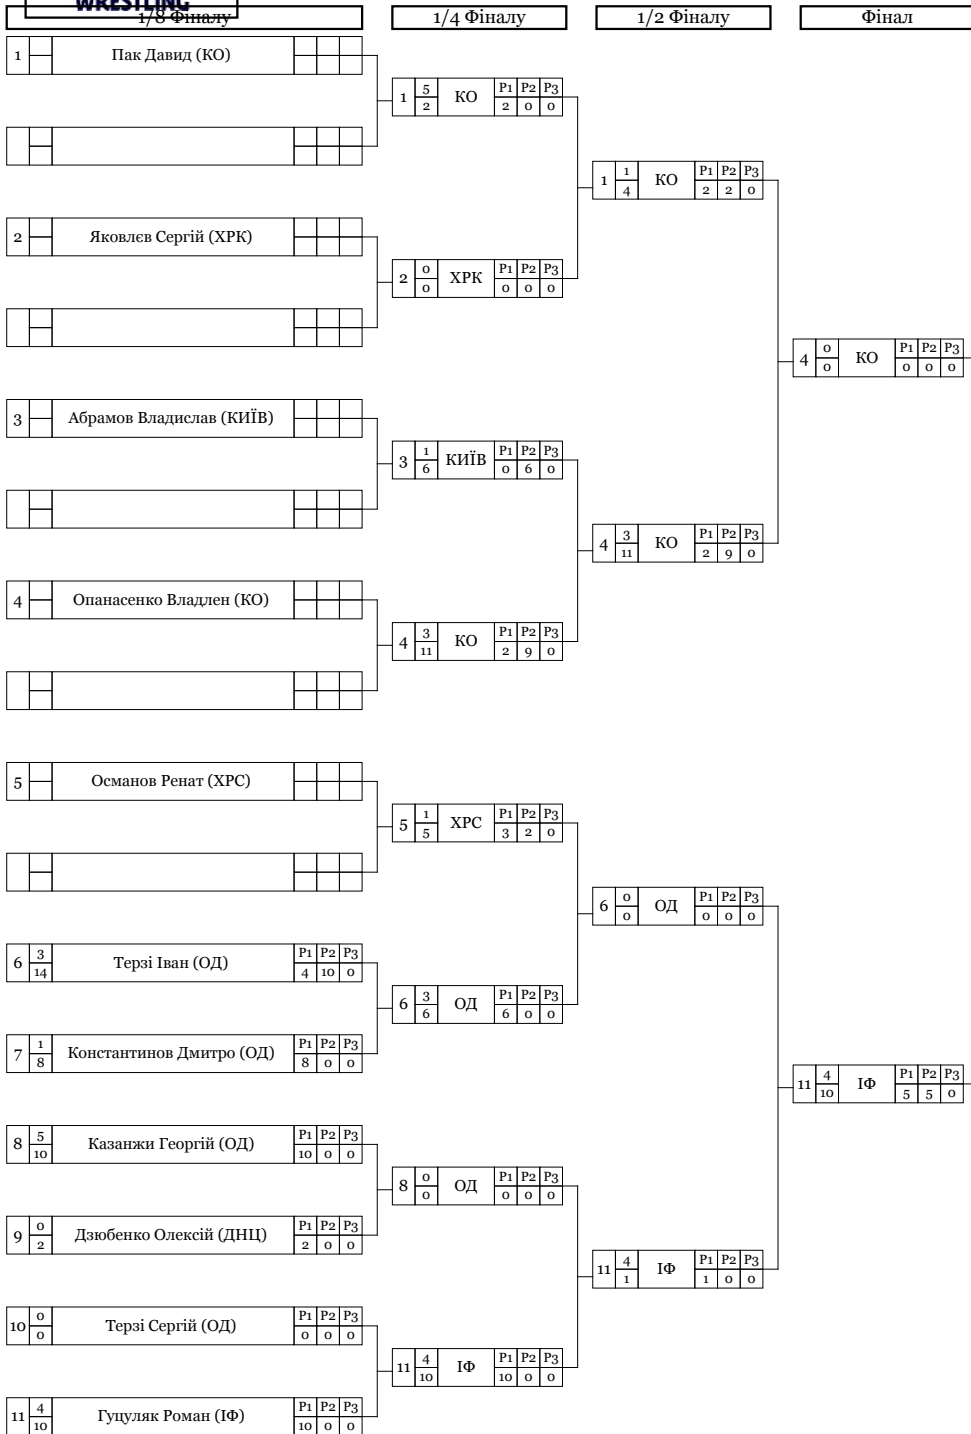 WRESTLING
1/8 Фіналу 1/4 Фіналу 1/2 Фіналу Фінал
1 Пак Давид (КО)
1 5 2 КО P1 P2 P3 2 0 0
1 1 4 КО P1 P2 P3 2 2 0
2 Яковлєв Сергій (ХРК)
2 0 0 ХРК P1 P2 P3 0 0 0
4 0 0 КО P1 P2 P3 0 0 0
3 Абрамов Владислав (КИЇВ)
3 1 6 КИЇВ P1 P2 P3 0 6 0
4 3 11 КО P1 P2 P3 2 9 0
4 Опанасенко Владлен (КО)
4 3 11 КО P1 P2 P3 2 9 0
5 Османов Ренат (ХРС)
5 1 5 ХРС P1 P2 P3 3 2 0
6 0 0 ОД P1 P2 P3 0 0 0
6 3 14 Терзі Іван (ОД) P1 P2 P3 4 10 0
6 3 6 ОД P1 P2 P3 6 0 0
7 1 8 Константинов Дмитро (ОД) P1 P2 P3 8 0 0
11 4 10 ІФ P1 P2 P3 5 5 0
8 5 10 Казанжи Георгій (ОД) P1 P2 P3 10 0 0
8 0 0 ОД P1 P2 P3 0 0 0
9 0 2 Дзюбенко Олексій (ДНЦ) P1 P2 P3 2 0 0
11 4 1 ІФ P1 P2 P3 1 0 0
10 0 0 Терзі Сергій (ОД) P1 P2 P3 0 0 0
11 4 10 ІФ P1 P2 P3 10 0 0
11 4 10 Гуцуляк Роман (ІФ) P1 P2 P3 10 0 0